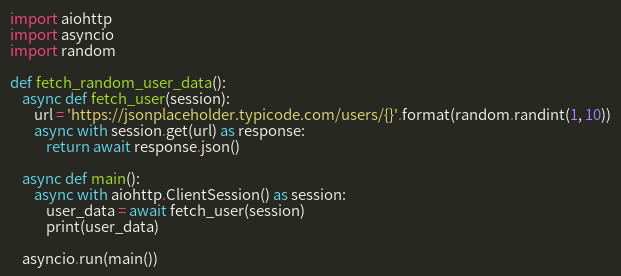 import aiohttp
import asyncio
import random

def fetch_random_user_data():
    async def fetch_user(session):
        url = 'https://jsonplaceholder.typicode.com/users/{}'.format(random.randint(1, 10))
        async with session.get(url) as response:
            return await response.json()

    async def main():
        async with aiohttp.ClientSession() as session:
            user_data = await fetch_user(session)
            print(user_data)

    asyncio.run(main())